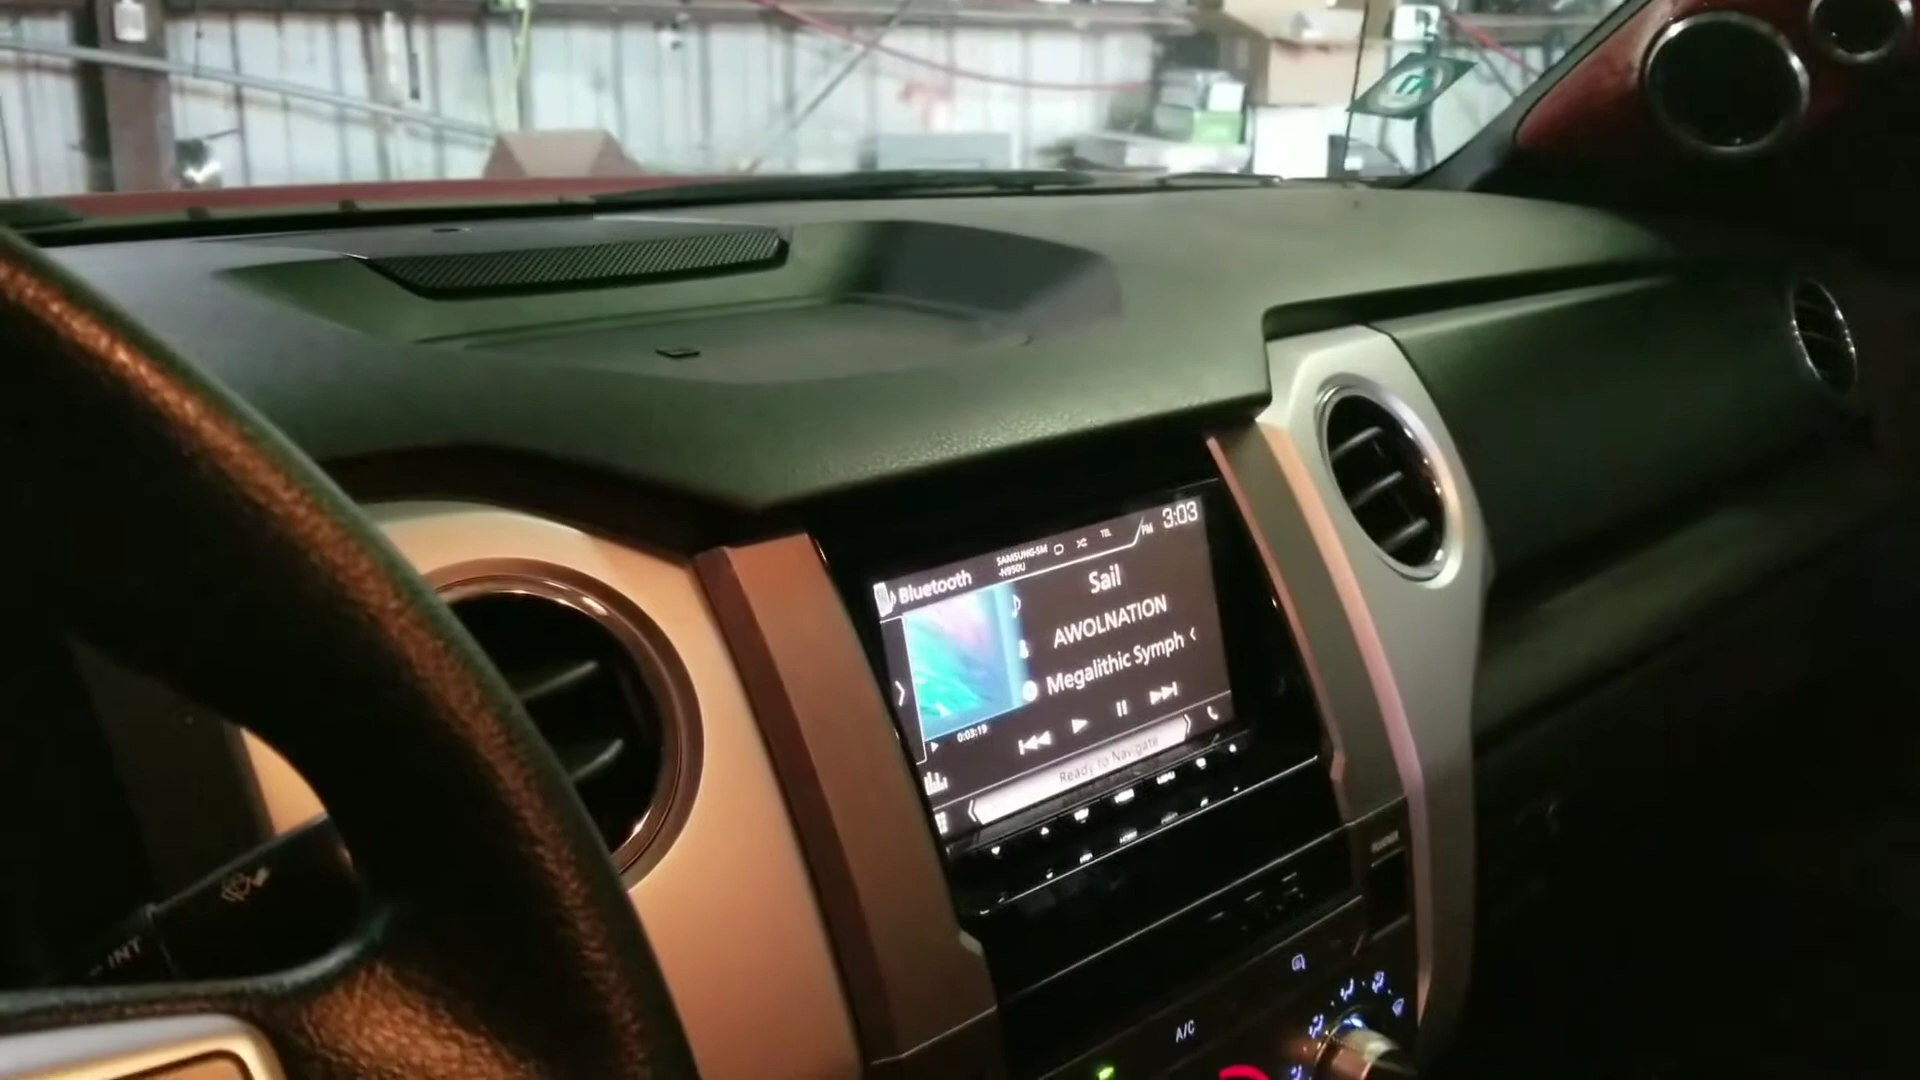 Bluetooth
SAMSUNG-SM
-N950U
TEL
PM 3:03
Sail
AWOLNATION
Megalithic Symph
0:03:19
Ready to Navigate
INT
A/C